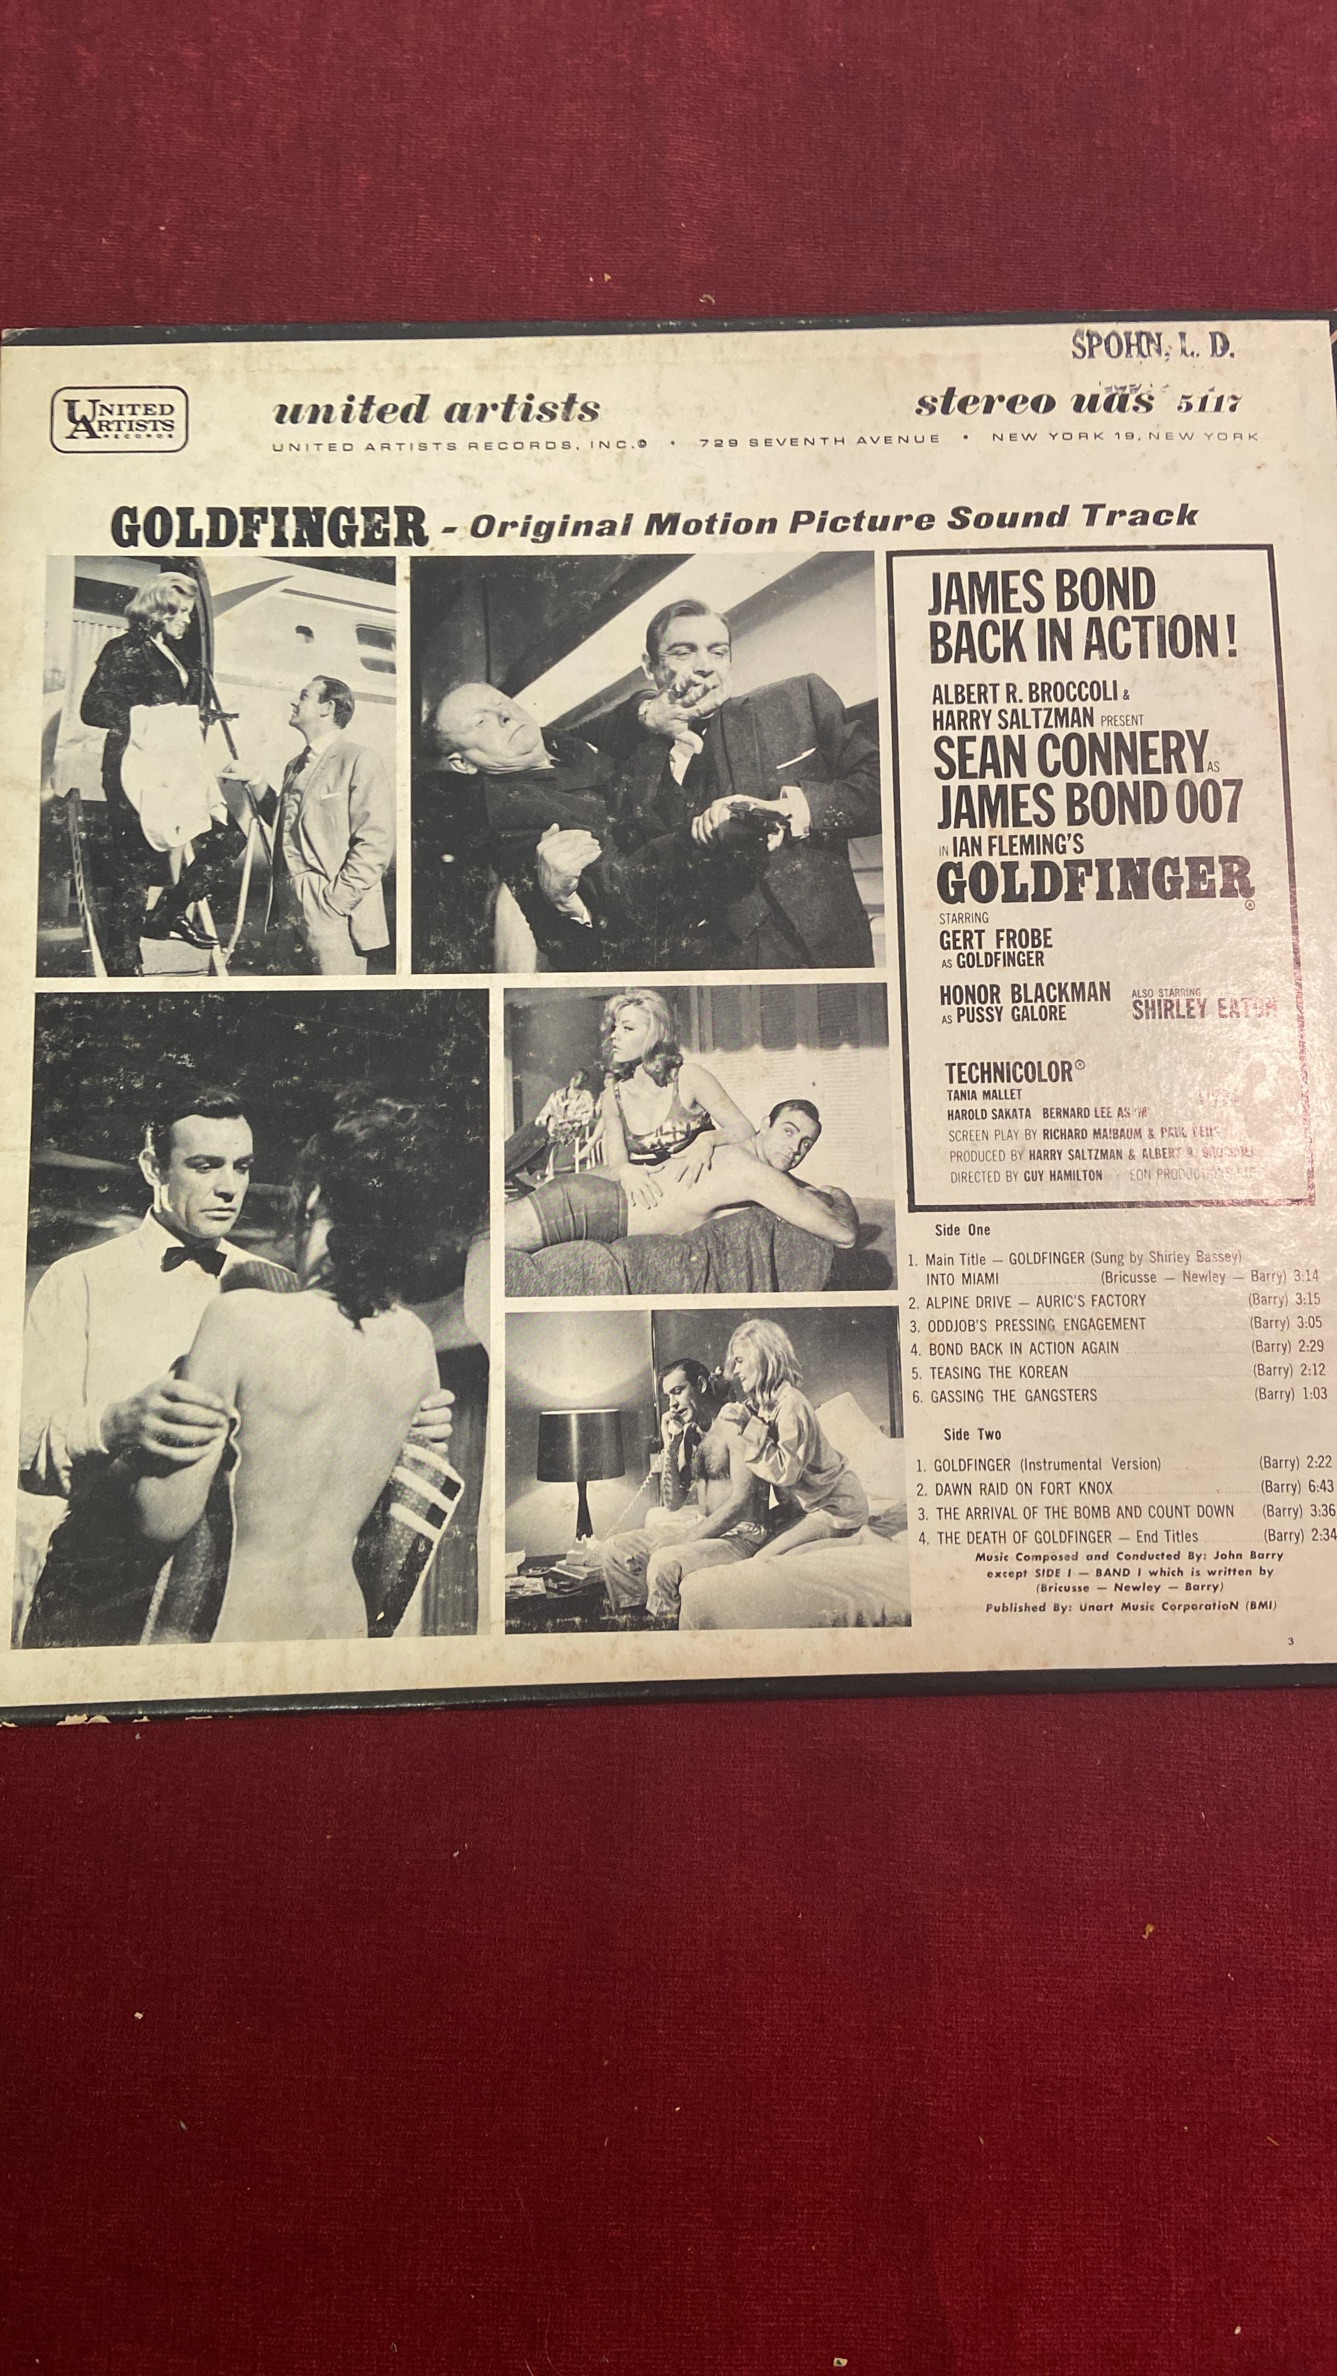 SPOHN, L. D.
UNITED ARTISTS RECORDS
united artists
stereo uas 5117
UNITED ARTISTS RECORDS, INC.® • 729 SEVENTH AVENUE • NEW YORK 19, NEW YORK
GOLDFINGER - Original Motion Picture Sound Track
JAMES BOND
BACK IN ACTION!
ALBERT R. BROCCOLI &
HARRY SALTZMAN PRESENT
SEAN CONNERY AS
JAMES BOND 007
IN IAN FLEMING'S
GOLDFINGER
STARRING
GERT FROBE
AS GOLDFINGER
HONOR BLACKMAN
AS PUSSY GALORE
ALSO STARRING
SHIRLEY EATON
TECHNICOLOR®
TANIA MALLET
HAROLD SAKATA BERNARD LEE AS 'M'
SCREEN PLAY BY RICHARD MAIBAUM & PAUL
PRODUCED BY HARRY SALTZMAN & ALBERT R. BROCCOLI
DIRECTED BY GUY HAMILTON EON PRODUCTIONS
Side One
1. Main Title — GOLDFINGER (Sung by Shirley Bassey)
INTO MIAMI (Bricusse — Newley — Barry) 3:14
2. ALPINE DRIVE — AURIC'S FACTORY (Barry) 3:15
3. ODDJOB'S PRESSING ENGAGEMENT (Barry) 3:05
4. BOND BACK IN ACTION AGAIN (Barry) 2:29
5. TEASING THE KOREAN (Barry) 2:12
6. GASSING THE GANGSTERS (Barry) 1:03
Side Two
1. GOLDFINGER (Instrumental Version) (Barry) 2:22
2. DAWN RAID ON FORT KNOX (Barry) 6:43
3. THE ARRIVAL OF THE BOMB AND COUNT DOWN (Barry) 3:36
4. THE DEATH OF GOLDFINGER — End Titles (Barry) 2:34
Music Composed and Conducted By: John Barry
except SIDE I — BAND I which is written by
(Bricusse — Newley — Barry)
Published By: Unart Music CorporatioN (BMI)
3